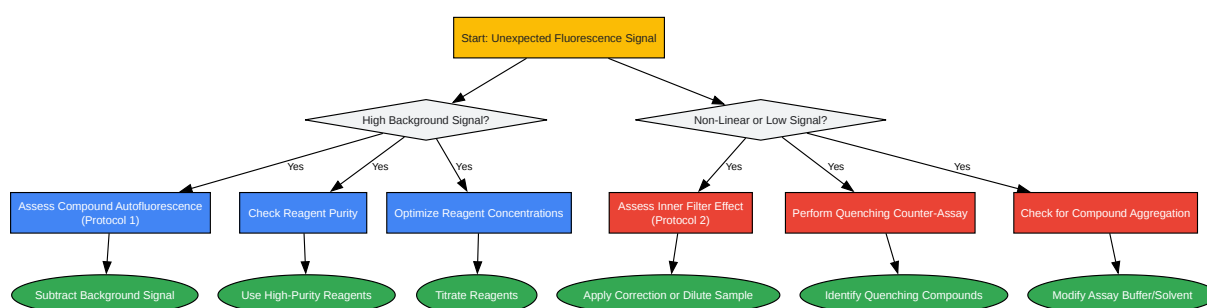 Start: Unexpected Fluorescence Signal
High Background Signal?
Non-Linear or Low Signal?
Yes
Yes
Yes
Yes
Yes
Yes
Assess Compound Autofluorescence
(Protocol 1)
Check Reagent Purity
Optimize Reagent Concentrations
Assess Inner Filter Effect
(Protocol 2)
Perform Quenching Counter-Assay
Check for Compound Aggregation
Subtract Background Signal
Use High-Purity Reagents
Titrate Reagents
Apply Correction or Dilute Sample
Identify Quenching Compounds
Modify Assay Buffer/Solvent